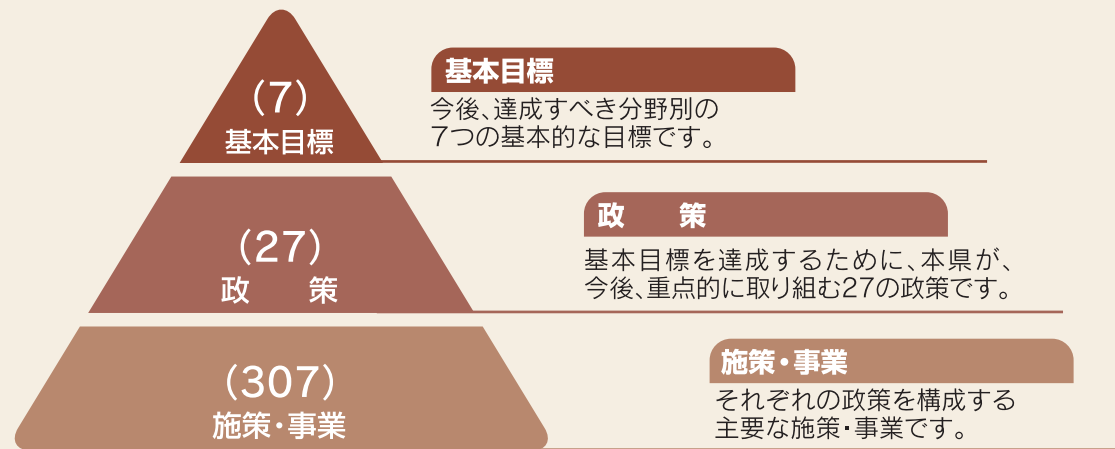 (7)
基本目標
基本目標
今後、達成すべき分野別の
7つの基本的な目標です。
(27)
政　　策
政　　策
基本目標を達成するために、本県が、
今後、重点的に取り組む27の政策です。
(307)
施策・事業
施策・事業
それぞれの政策を構成する
主要な施策・事業です。